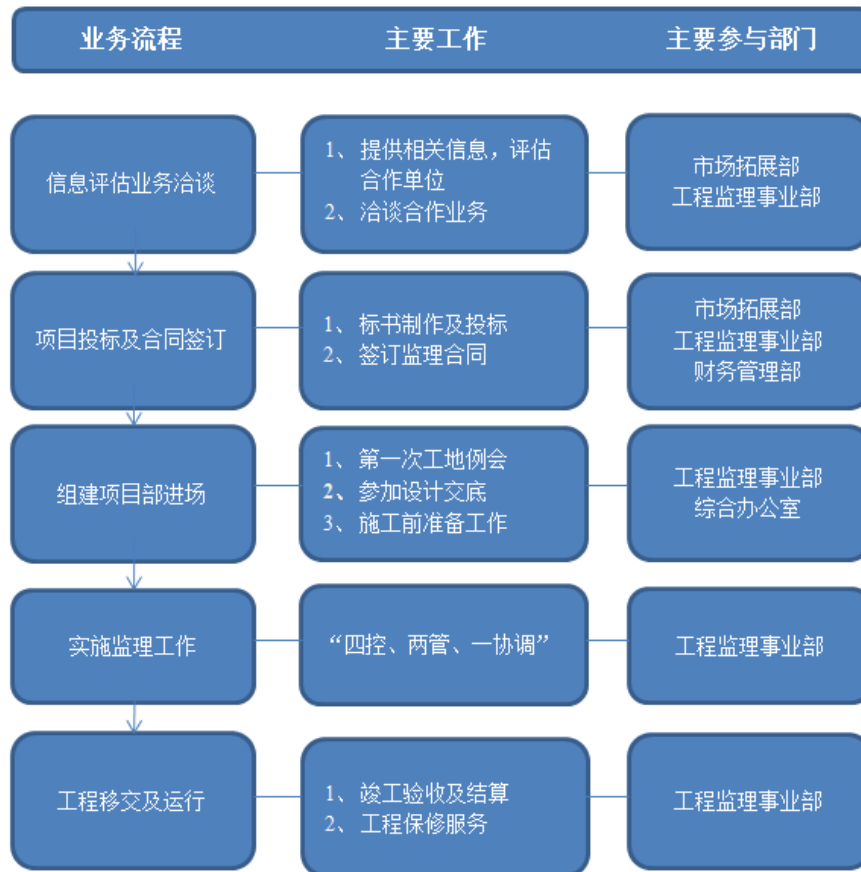 业务流程 主要工作 主要参与部门
信息评估业务洽谈
1、 提供相关信息，评估
合作单位
2、 洽谈合作业务
市场拓展部
工程监理事业部
项目投标及合同签订
1、 标书制作及投标
2、 签订监理合同
市场拓展部
工程监理事业部
财务管理部
组建项目部进场
1、 第一次工地例会
2、 参加设计交底
3、 施工前准备工作
工程监理事业部
综合办公室
实施监理工作
“四控、两管、一协调”
工程监理事业部
工程移交及运行
1、 竣工验收及结算
2、 工程保修服务
工程监理事业部